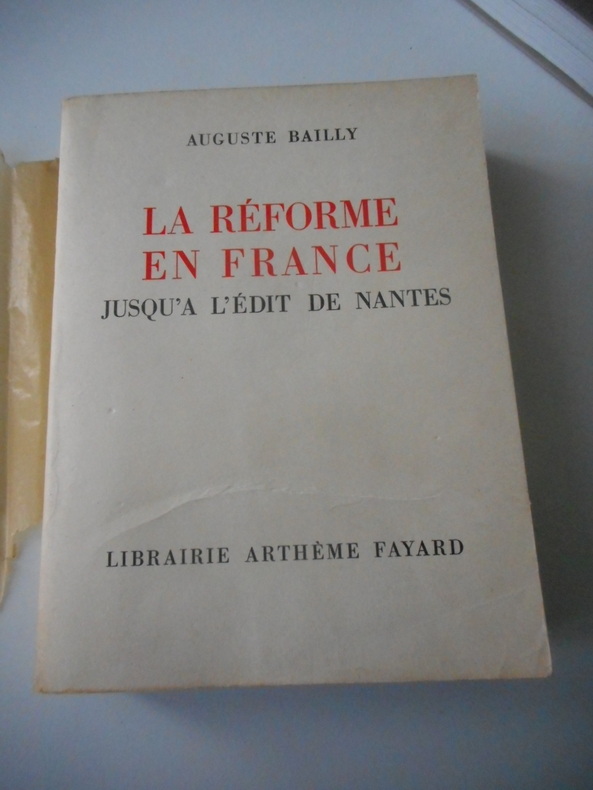 AUGUSTE BAILLY
LA RÉFORME
EN FRANCE
JUSQU'A L'ÉDIT DE NANTES
LIBRAIRIE ARTHÈME FAYARD